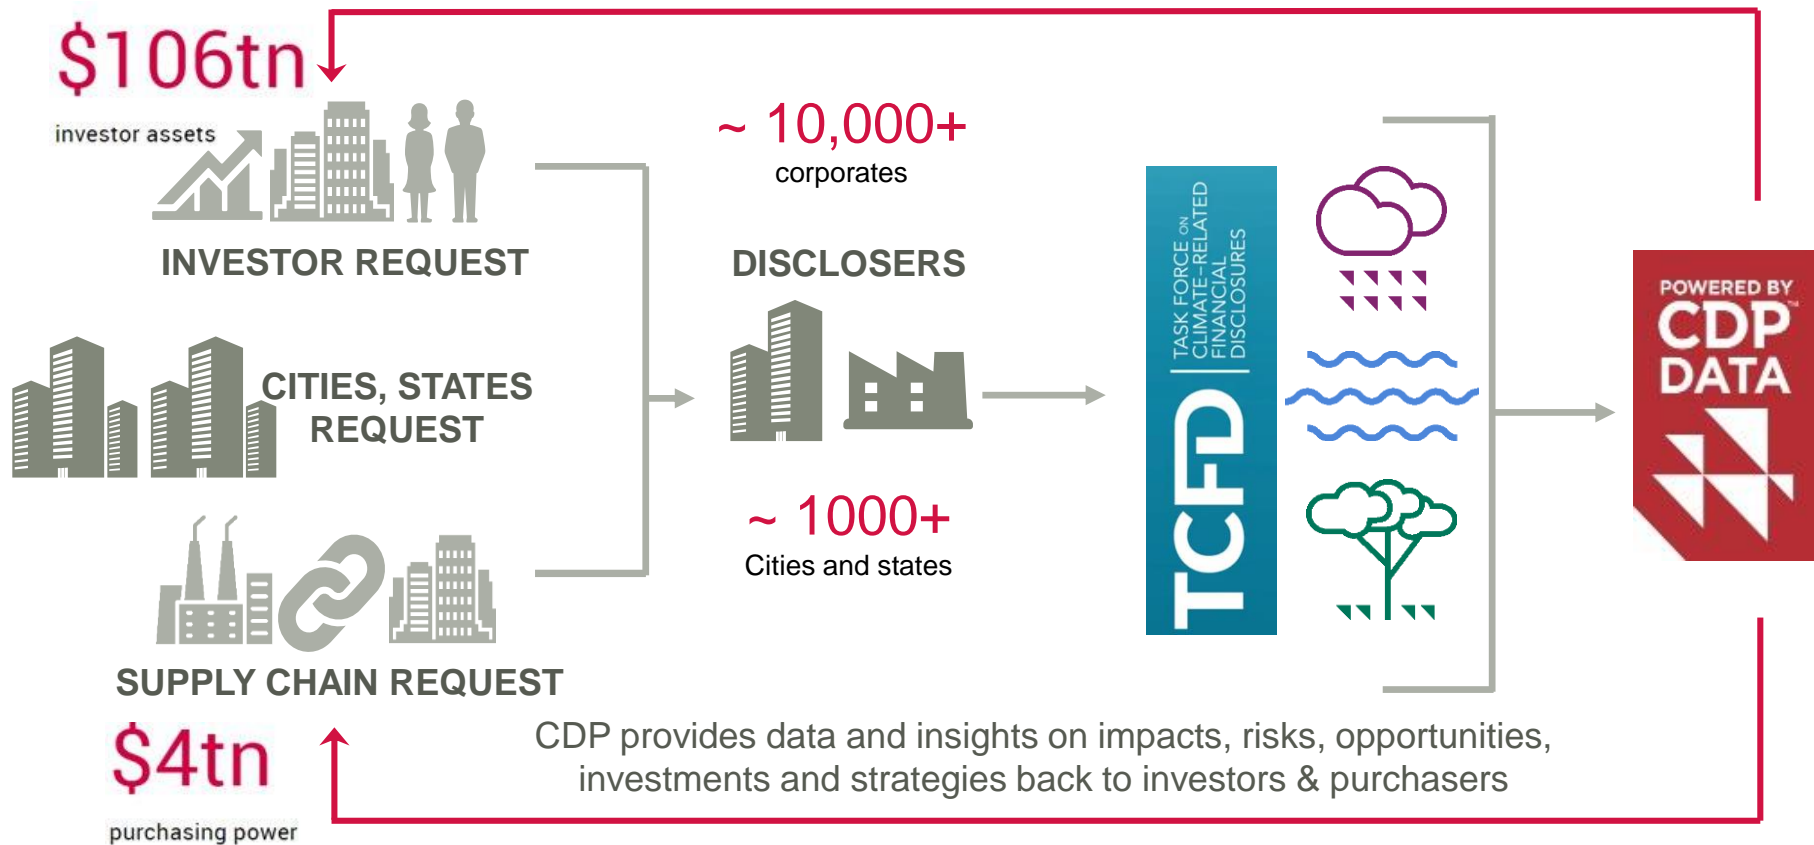 $106tn
investor assets
INVESTOR REQUEST
CITIES, STATES
REQUEST
SUPPLY CHAIN REQUEST
$4tn
purchasing power
~ 10,000+
corporates
DISCLOSERS
~ 1000+
Cities and states
TCFD
TASK FORCE ON
CLIMATE-RELATED
FINANCIAL
DISCLOSURES
POWERED BY
CDP™
DATA
CDP provides data and insights on impacts, risks, opportunities,
investments and strategies back to investors & purchasers